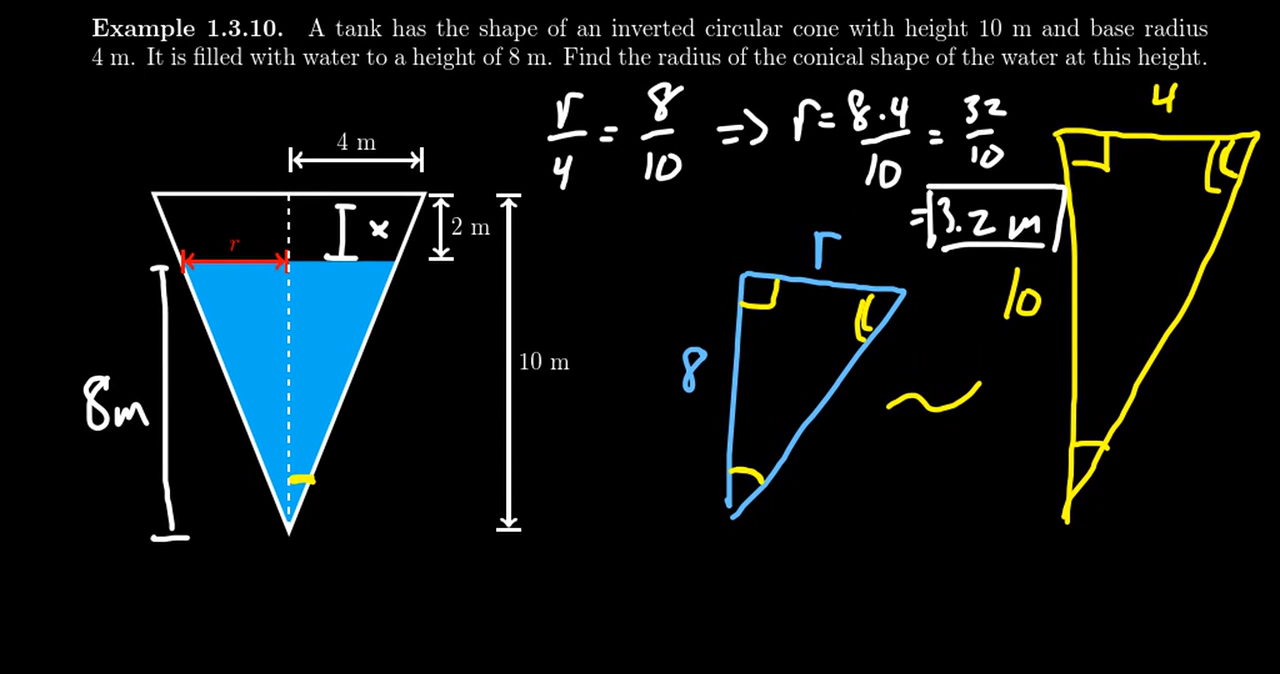 Example 1.3.10. A tank has the shape of an inverted circular cone with height 10 m and base radius
4 m. It is filled with water to a height of 8 m. Find the radius of the conical shape of the water at this height.
r/4 = 8/10 => r = 8·4/10 = 32/10
= 3.2 m
4
4 m
x
2 m
r
r
10
8
~
10 m
8m